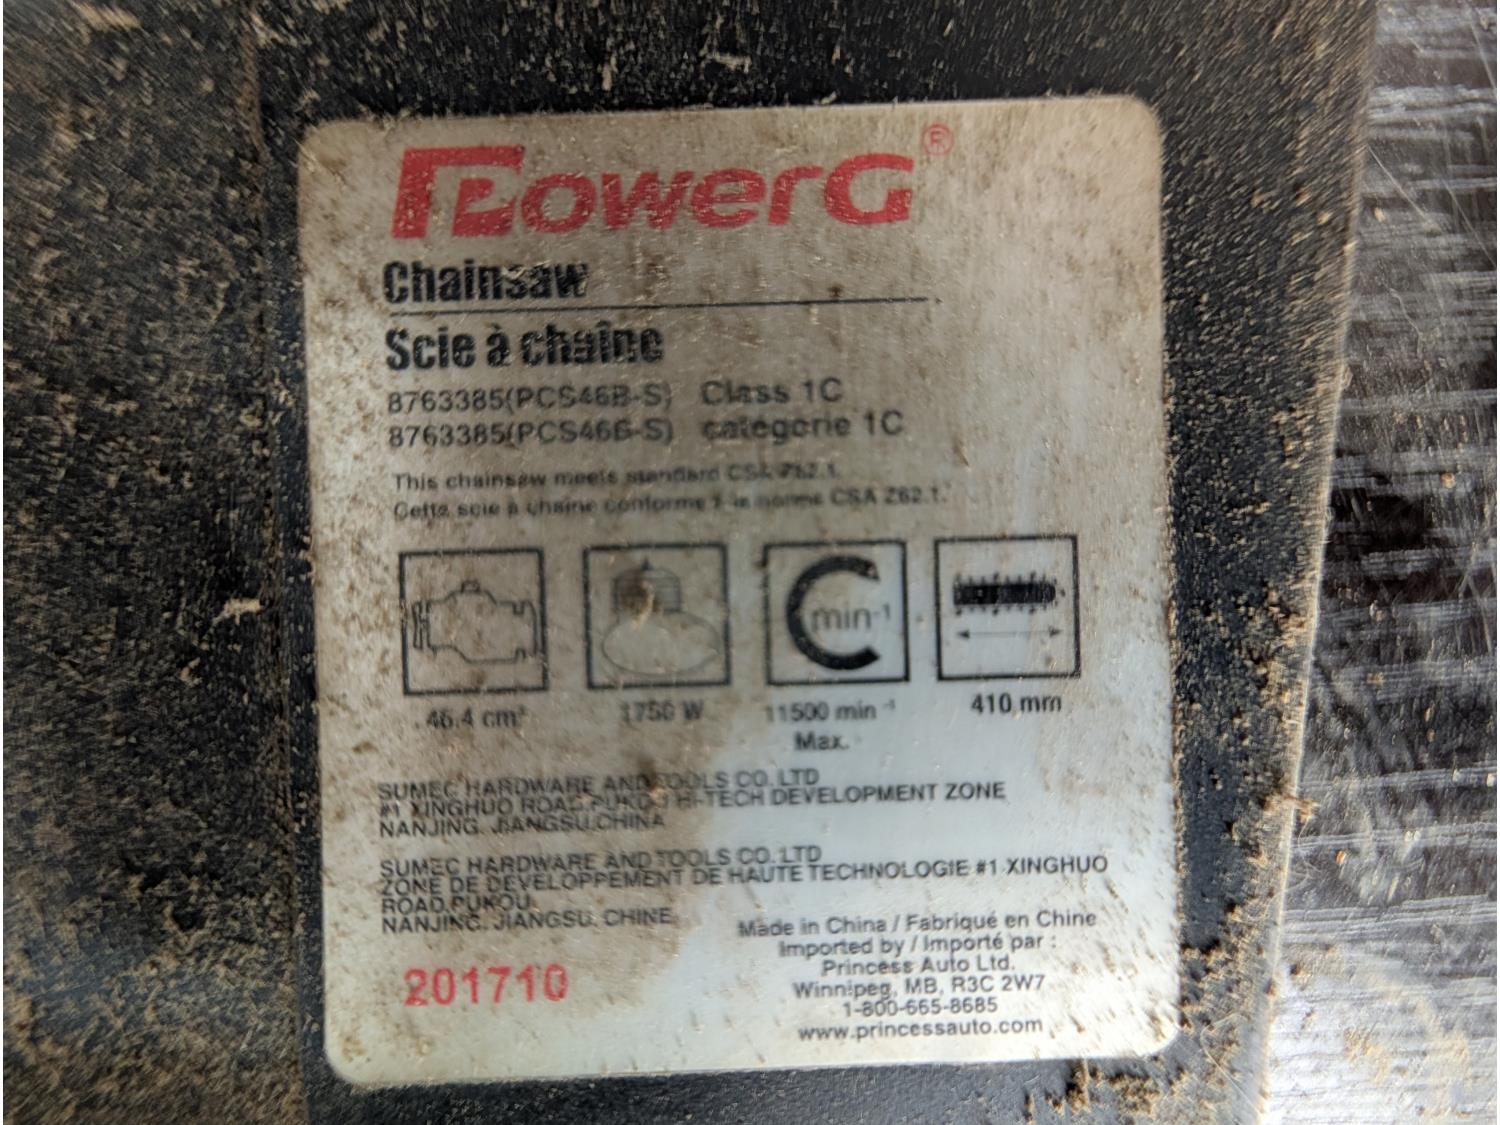 PowerG®
Chainsaw
Scie à chaîne
8763385(PCS46B-S) Class 1C
8763385(PCS46B-S) catégorie 1C
This chainsaw meets standard CSA Z62.1.
Cette scie à chaîne conforme à la norme CSA Z62.1.
min⁻¹
46.4 cm³ 1750 W 11500 min⁻¹ 410 mm
Max.
SUMEC HARDWARE AND TOOLS CO. LTD
#1 XINGHUO ROAD.PUKOU HI-TECH DEVELOPMENT ZONE
NANJING. JIANGSU.CHINA
SUMEC HARDWARE AND TOOLS CO. LTD
ZONE DE DEVELOPPEMENT DE HAUTE TECHNOLOGIE #1 XINGHUO
ROAD.PUKOU.
NANJING. JIANGSU. CHINE
201710
Made in China / Fabriqué en Chine
Imported by / Importé par :
Princess Auto Ltd.
Winnipeg, MB, R3C 2W7
1-800-665-8685
www.princessauto.com